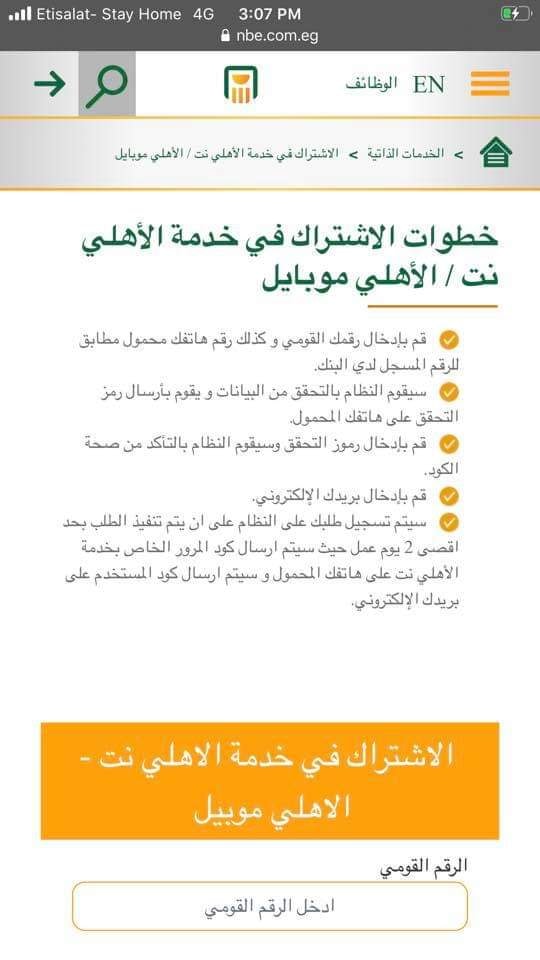 Etisalat- Stay Home 4G 3:07 PM
nbe.com.eg
EN الوظائف
> الخدمات الذاتية > الاشتراك في خدمة الأهلي نت / الأهلي موبايل
خطوات الاشتراك في خدمة الأهلي
نت / الأهلي موبايل
قم بإدخال رقمك القومي و كذلك رقم هاتفك محمول مطابق
للرقم المسجل لدي البنك.
سيقوم النظام بالتحقق من البيانات و يقوم بأرسال رمز
التحقق على هاتفك المحمول.
قم بإدخال رموز التحقق وسيقوم النظام بالتأكد من صحة
الكود.
قم بإدخال بريدك الإلكتروني.
سيتم تسجيل طلبك على النظام على ان يتم تنفيذ الطلب بحد
اقصى 2 يوم عمل حيث سيتم ارسال كود المرور الخاص بخدمة
الأهلي نت على هاتفك المحمول و سيتم ارسال كود المستخدم على
بريدك الإلكتروني.
الاشتراك في خدمة الاهلي نت -
الاهلي موبيل
الرقم القومي
ادخل الرقم القومي